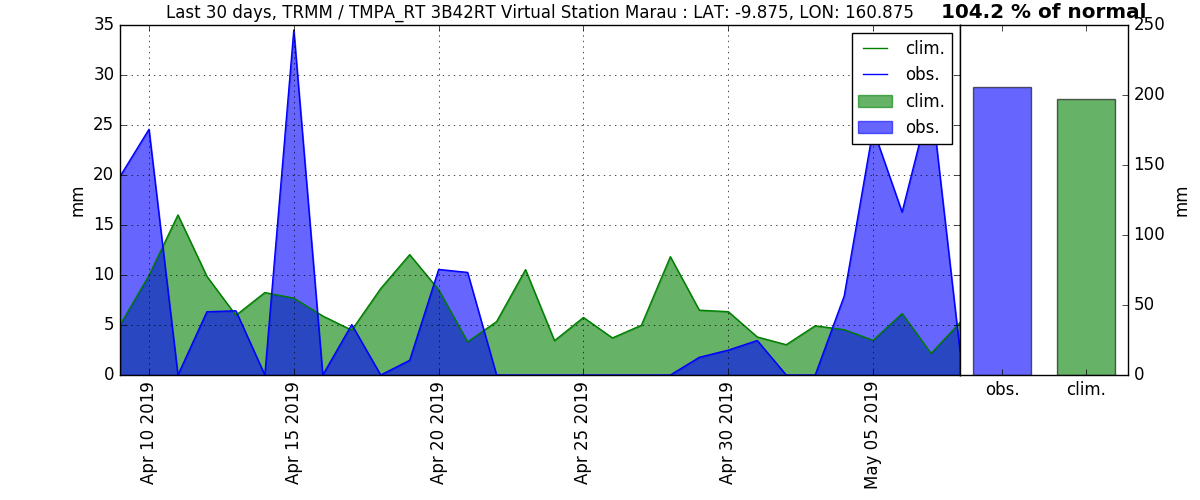 Last 30 days, TRMM / TMPA_RT 3B42RT Virtual Station Marau : LAT: -9.875, LON: 160.875
104.2 % of normal
35
30
25
20
15
10
5
0
mm
clim.
obs.
clim.
obs.
Apr 10 2019
Apr 15 2019
Apr 20 2019
Apr 25 2019
Apr 30 2019
May 05 2019
250
200
150
100
50
0
mm
obs.
clim.